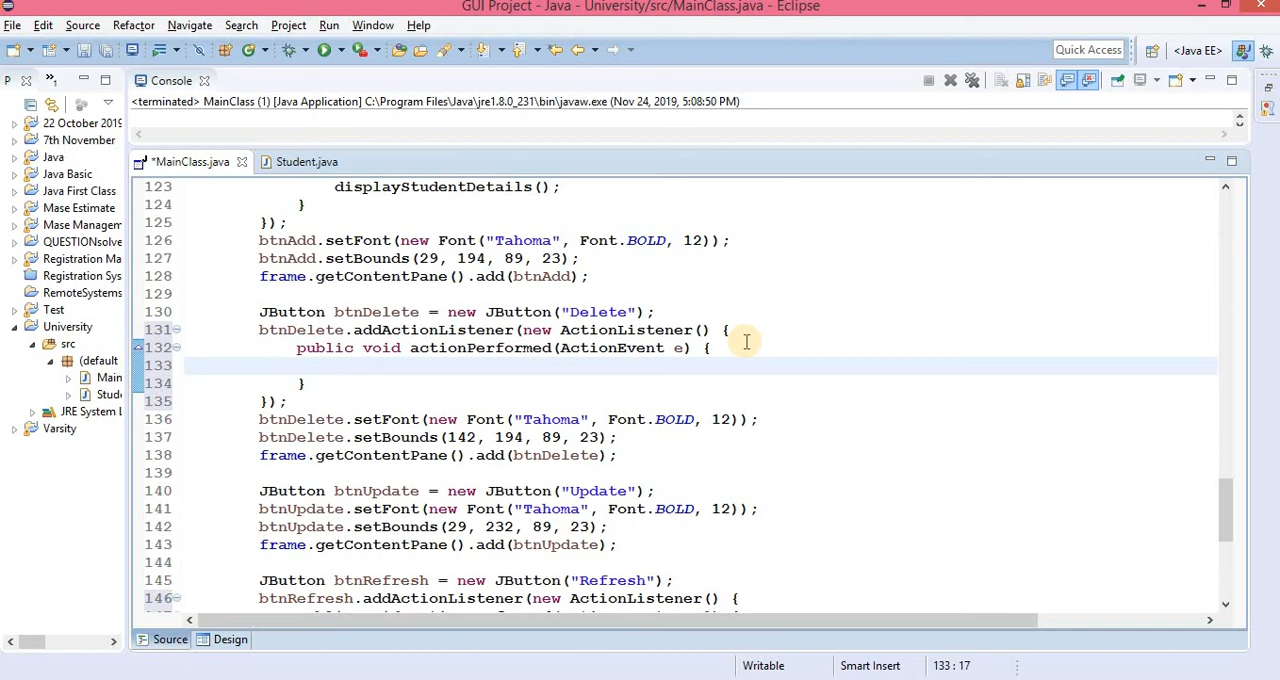 GUI Project - Java - University/src/MainClass.java - Eclipse
File Edit Source Refactor Navigate Search Project Run Window Help
Quick Access
<Java EE>
P
Console
<terminated> MainClass (1) [Java Application] C:\Program Files\Java\jre1.8.0_231\bin\javaw.exe (Nov 24, 2019, 5:08:50 PM)
22 October 2019
7th November
Java
Java Basic
Java First Class
Mase Estimate
Mase Managem
QUESTIONsolve
Registration Ma
Registration Sys
RemoteSystems
Test
University
src
(default
Main
Stud
JRE System L
Varsity
*MainClass.java
Student.java
123 displayStudentDetails();
124 }
125 });
126 btnAdd.setFont(new Font("Tahoma", Font.BOLD, 12));
127 btnAdd.setBounds(29, 194, 89, 23);
128 frame.getContentPane().add(btnAdd);
129
130 JButton btnDelete = new JButton("Delete");
131 btnDelete.addActionListener(new ActionListener() {
132 public void actionPerformed(ActionEvent e) {
133
134 }
135 });
136 btnDelete.setFont(new Font("Tahoma", Font.BOLD, 12));
137 btnDelete.setBounds(142, 194, 89, 23);
138 frame.getContentPane().add(btnDelete);
139
140 JButton btnUpdate = new JButton("Update");
141 btnUpdate.setFont(new Font("Tahoma", Font.BOLD, 12));
142 btnUpdate.setBounds(29, 232, 89, 23);
143 frame.getContentPane().add(btnUpdate);
144
145 JButton btnRefresh = new JButton("Refresh");
146 btnRefresh.addActionListener(new ActionListener() {
Source Design
Writable Smart Insert 133 : 17